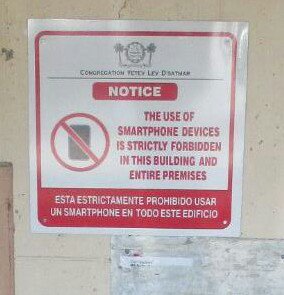 CONGREGATION YETEV LEV D'SATMAR
NOTICE
THE USE OF
SMARTPHONE DEVICES
IS STRICTLY FORBIDDEN
IN THIS BUILDING AND
ENTIRE PREMISES
ESTA ESTRICTAMENTE PROHIBIDO USAR
UN SMARTPHONE EN TODO ESTE EDIFICIO